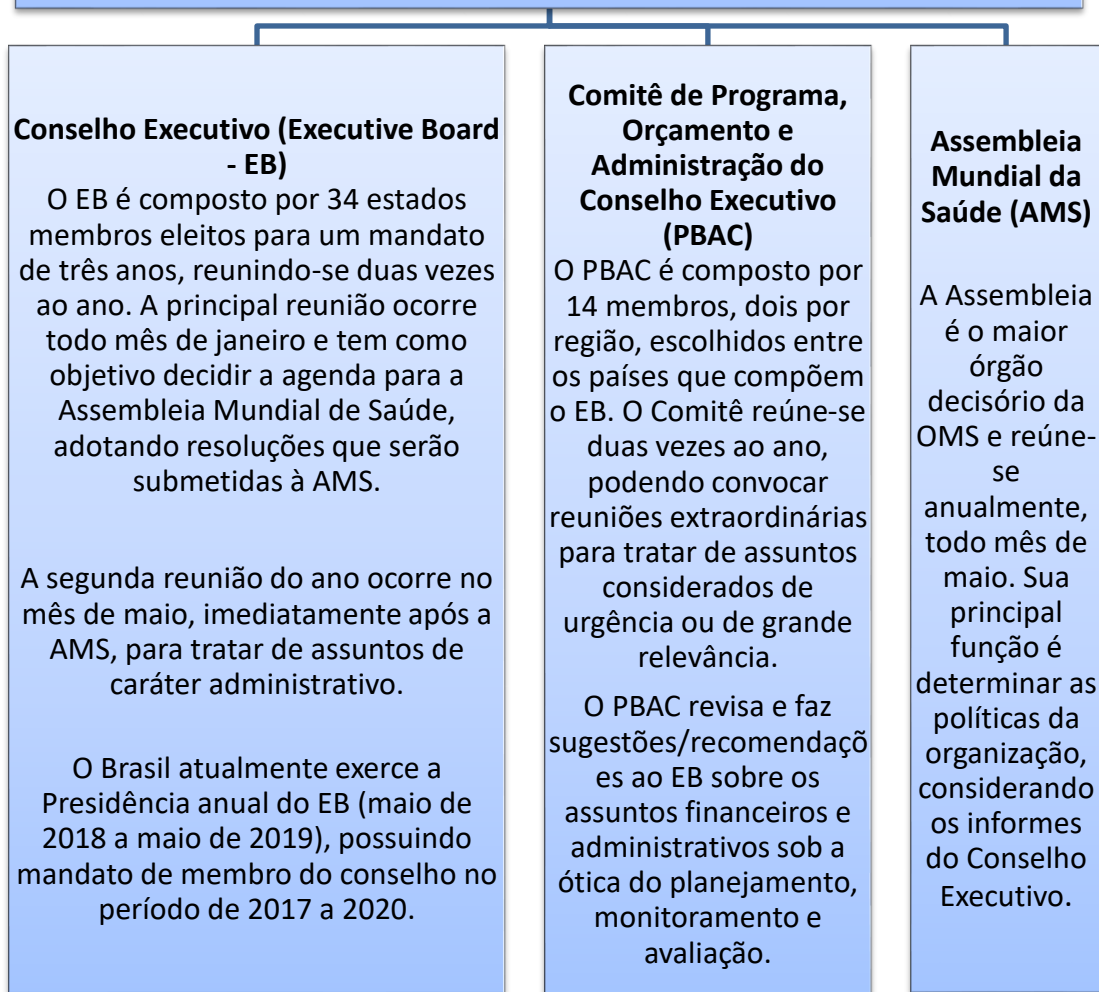 Conselho Executivo (Executive Board
- EB)
O EB é composto por 34 estados
membros eleitos para um mandato
de três anos, reunindo-se duas vezes
ao ano. A principal reunião ocorre
todo mês de janeiro e tem como
objetivo decidir a agenda para a
Assembleia Mundial de Saúde,
adotando resoluções que serão
submetidas à AMS.
A segunda reunião do ano ocorre no
mês de maio, imediatamente após a
AMS, para tratar de assuntos de
caráter administrativo.
O Brasil atualmente exerce a
Presidência anual do EB (maio de
2018 a maio de 2019), possuindo
mandato de membro do conselho no
período de 2017 a 2020.
Comitê de Programa,
Orçamento e
Administração do
Conselho Executivo
(PBAC)
O PBAC é composto por
14 membros, dois por
região, escolhidos entre
os países que compõem
o EB. O Comitê reúne-se
duas vezes ao ano,
podendo convocar
reuniões extraordinárias
para tratar de assuntos
considerados de
urgência ou de grande
relevância.
O PBAC revisa e faz
sugestões/recomendaçõ
es ao EB sobre os
assuntos financeiros e
administrativos sob a
ótica do planejamento,
monitoramento e
avaliação.
Assembleia
Mundial da
Saúde (AMS)
A Assembleia
é o maior
órgão
decisório da
OMS e reúne-
se
anualmente,
todo mês de
maio. Sua
principal
função é
determinar as
políticas da
organização,
considerando
os informes
do Conselho
Executivo.